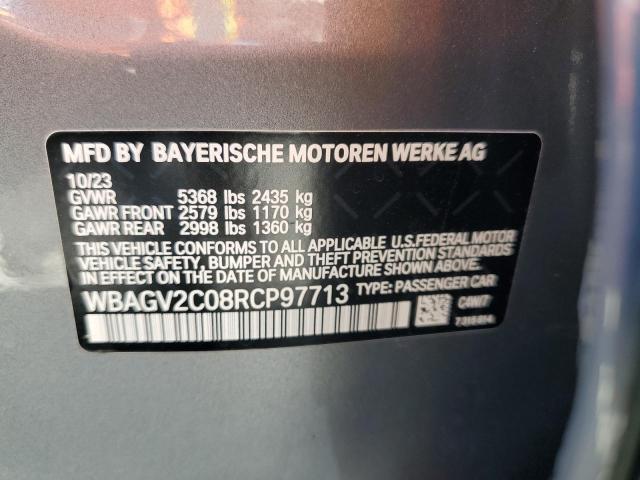 MFD BY BAYERISCHE MOTOREN WERKE AG
10/23
GVWR 5368 lbs 2435 kg
GAWR FRONT 2579 lbs 1170 kg
GAWR REAR 2998 lbs 1360 kg
THIS VEHICLE CONFORMS TO ALL APPLICABLE U.S.FEDERAL MOTOR
VEHICLE SAFETY, BUMPER, AND THEFT PREVENTION STANDARDS
IN EFFECT ON THE DATE OF MANUFACTURE SHOWN ABOVE.
WBAGV2C08RCP97713 TYPE: PASSENGER CAR